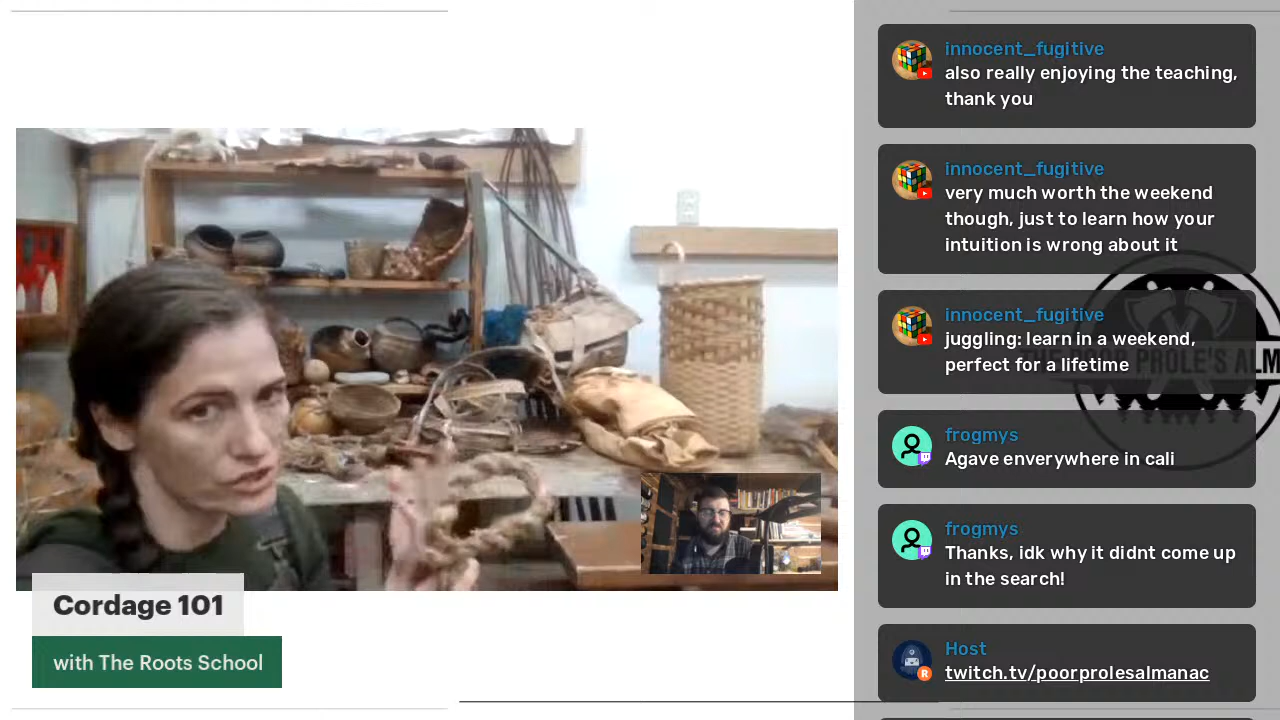 innocent_fugitive
also really enjoying the teaching,
thank you
innocent_fugitive
very much worth the weekend
though, just to learn how your
intuition is wrong about it
innocent_fugitive
juggling: learn in a weekend,
perfect for a lifetime
PROLE'S ALM
frogmys
Agave enverywhere in cali
frogmys
Thanks, idk why it didnt come up
in the search!
Host
twitch.tv/poorprolesalmanac
Cordage 101
with The Roots School